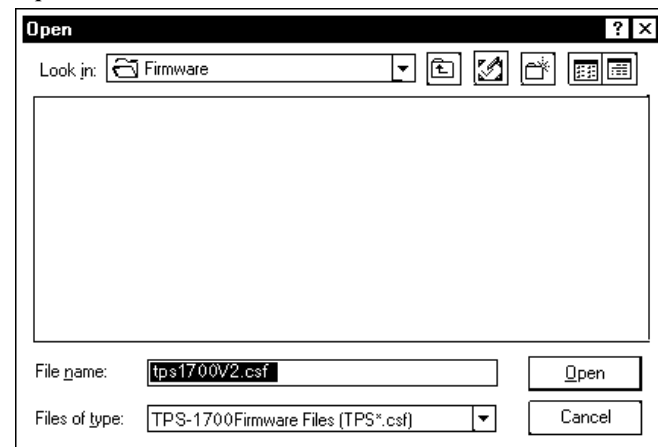 Open
Look in: Firmware
File name: tps1700V2.csf Open
Files of type: TPS-1700Firmware Files (TPS*.csf) Cancel